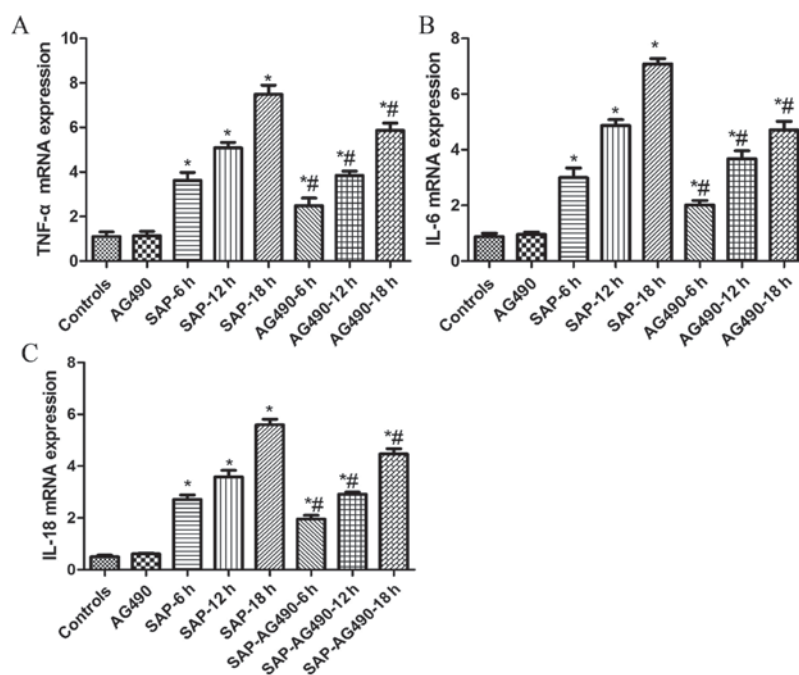 A
TNF-α mRNA expression
10
8
6
4
2
0
*
*
*
*#
*#
*#
Controls
AG490
SAP-6 h
SAP-12 h
SAP-18 h
AG490-6 h
AG490-12 h
AG490-18 h
B
IL-6 mRNA expression
8
6
4
2
0
*
*
*
*#
*#
*#
Controls
AG490
SAP-6 h
SAP-12 h
SAP-18 h
AG490-6 h
AG490-12 h
AG490-18 h
C
IL-18 mRNA expression
8
6
4
2
0
*
*
*
*#
*#
*#
Controls
AG490
SAP-6 h
SAP-12 h
SAP-18 h
SAP-AG490-6 h
SAP-AG490-12h
SAP-AG490-18 h